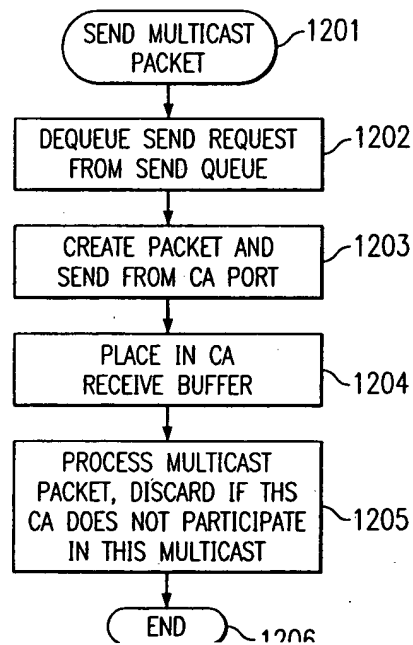 SEND MULTICAST
PACKET
1201
DEQUEUE SEND REQUEST
FROM SEND QUEUE
1202
CREATE PACKET AND
SEND FROM CA PORT
1203
PLACE IN CA
RECEIVE BUFFER
1204
PROCESS MULTICAST
PACKET, DISCARD IF THS
CA DOES NOT PARTICIPATE
IN THIS MULTICAST
1205
END
1206